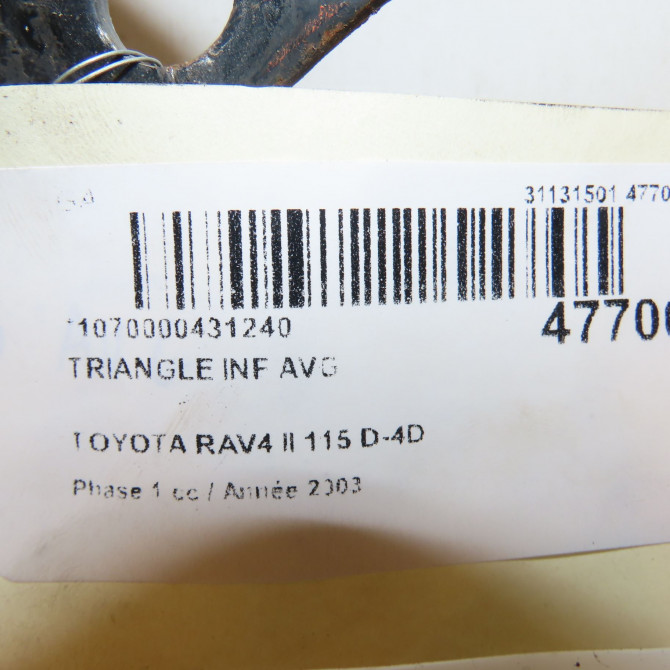 31131501 4770
*1070000431240
47700
TRIANGLE INF AVG
TOYOTA RAV4 II 115 D-4D
Phase 1 cc / Année 2003